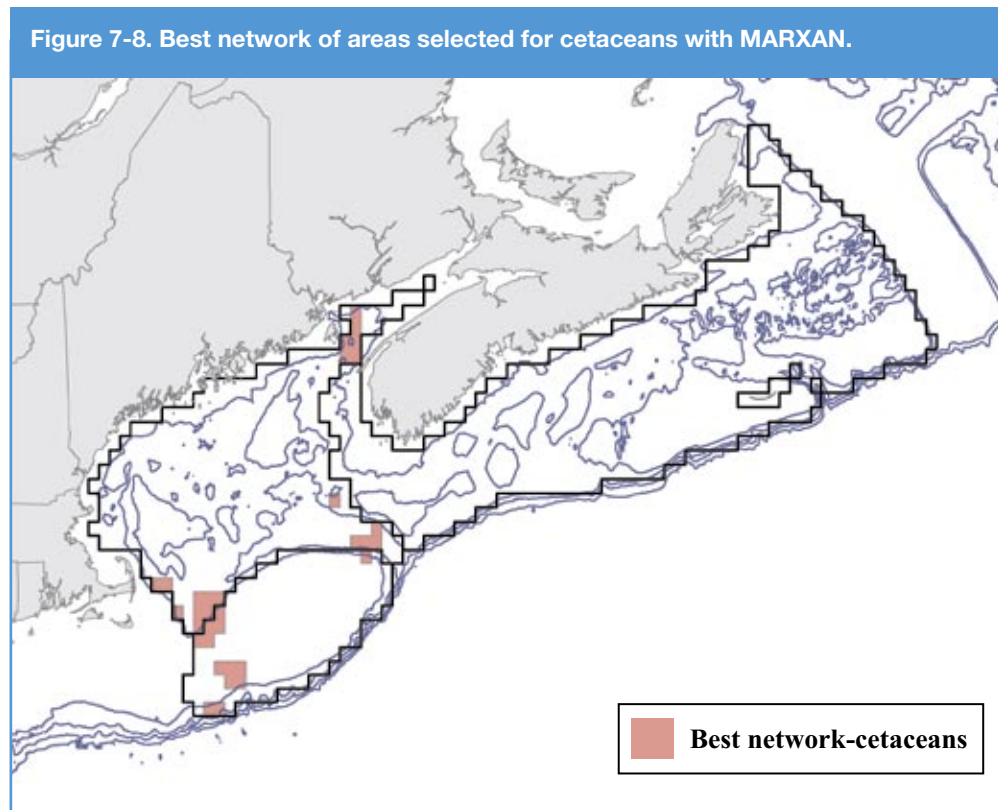 Figure 7-8. Best network of areas selected for cetaceans with MARXAN.
Best network-cetaceans